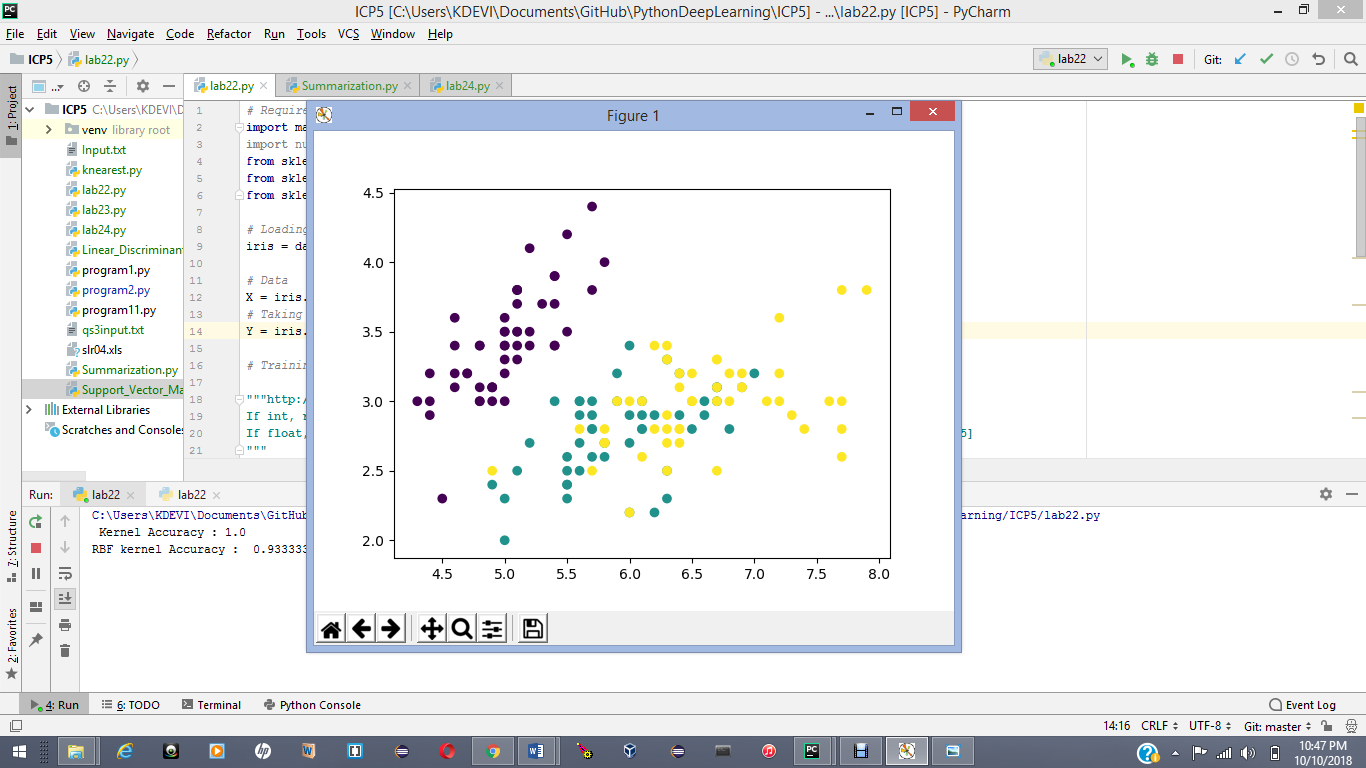 ICP5 [C:\Users\KDEVI\Documents\GitHub\PythonDeepLearning\ICP5] - ...\lab22.py [ICP5] - PyCharm
File Edit View Navigate Code Refactor Run Tools VCS Window Help
ICP5 lab22.py
lab22 Git:
1: Project
lab22.py Summarization.py lab24.py
ICP5 C:\Users\KDEVI\D
venv library root
Input.txt
knearest.py
lab22.py
lab23.py
lab24.py
Linear_Discriminant
program1.py
program2.py
program11.py
qs3input.txt
slr04.xls
Summarization.py
Support_Vector_Ma
External Libraries
Scratches and Consoles
1 # Require
2 import ma
3 import nu
4 from skle
5 from skle
6 from skle
7
8 # Loading
9 iris = da
10
11 # Data
12 X = iris.
13 # Taking
14 Y = iris.
15
16 # Trainin
17
18 """http:/
19 If int, r
20 If float, 5]
21 """
Figure 1
4.5
4.0
3.5
3.0
2.5
2.0
4.5 5.0 5.5 6.0 6.5 7.0 7.5 8.0
Run: lab22 lab22
C:\Users\KDEVI\Documents\GitHub arning/ICP5/lab22.py
Kernel Accuracy : 1.0
RBF kernel Accuracy : 0.933333
7: Structure
2: Favorites
4: Run 6: TODO Terminal Python Console Event Log
14:16 CRLF UTF-8 Git: master
10:47 PM
10/10/2018